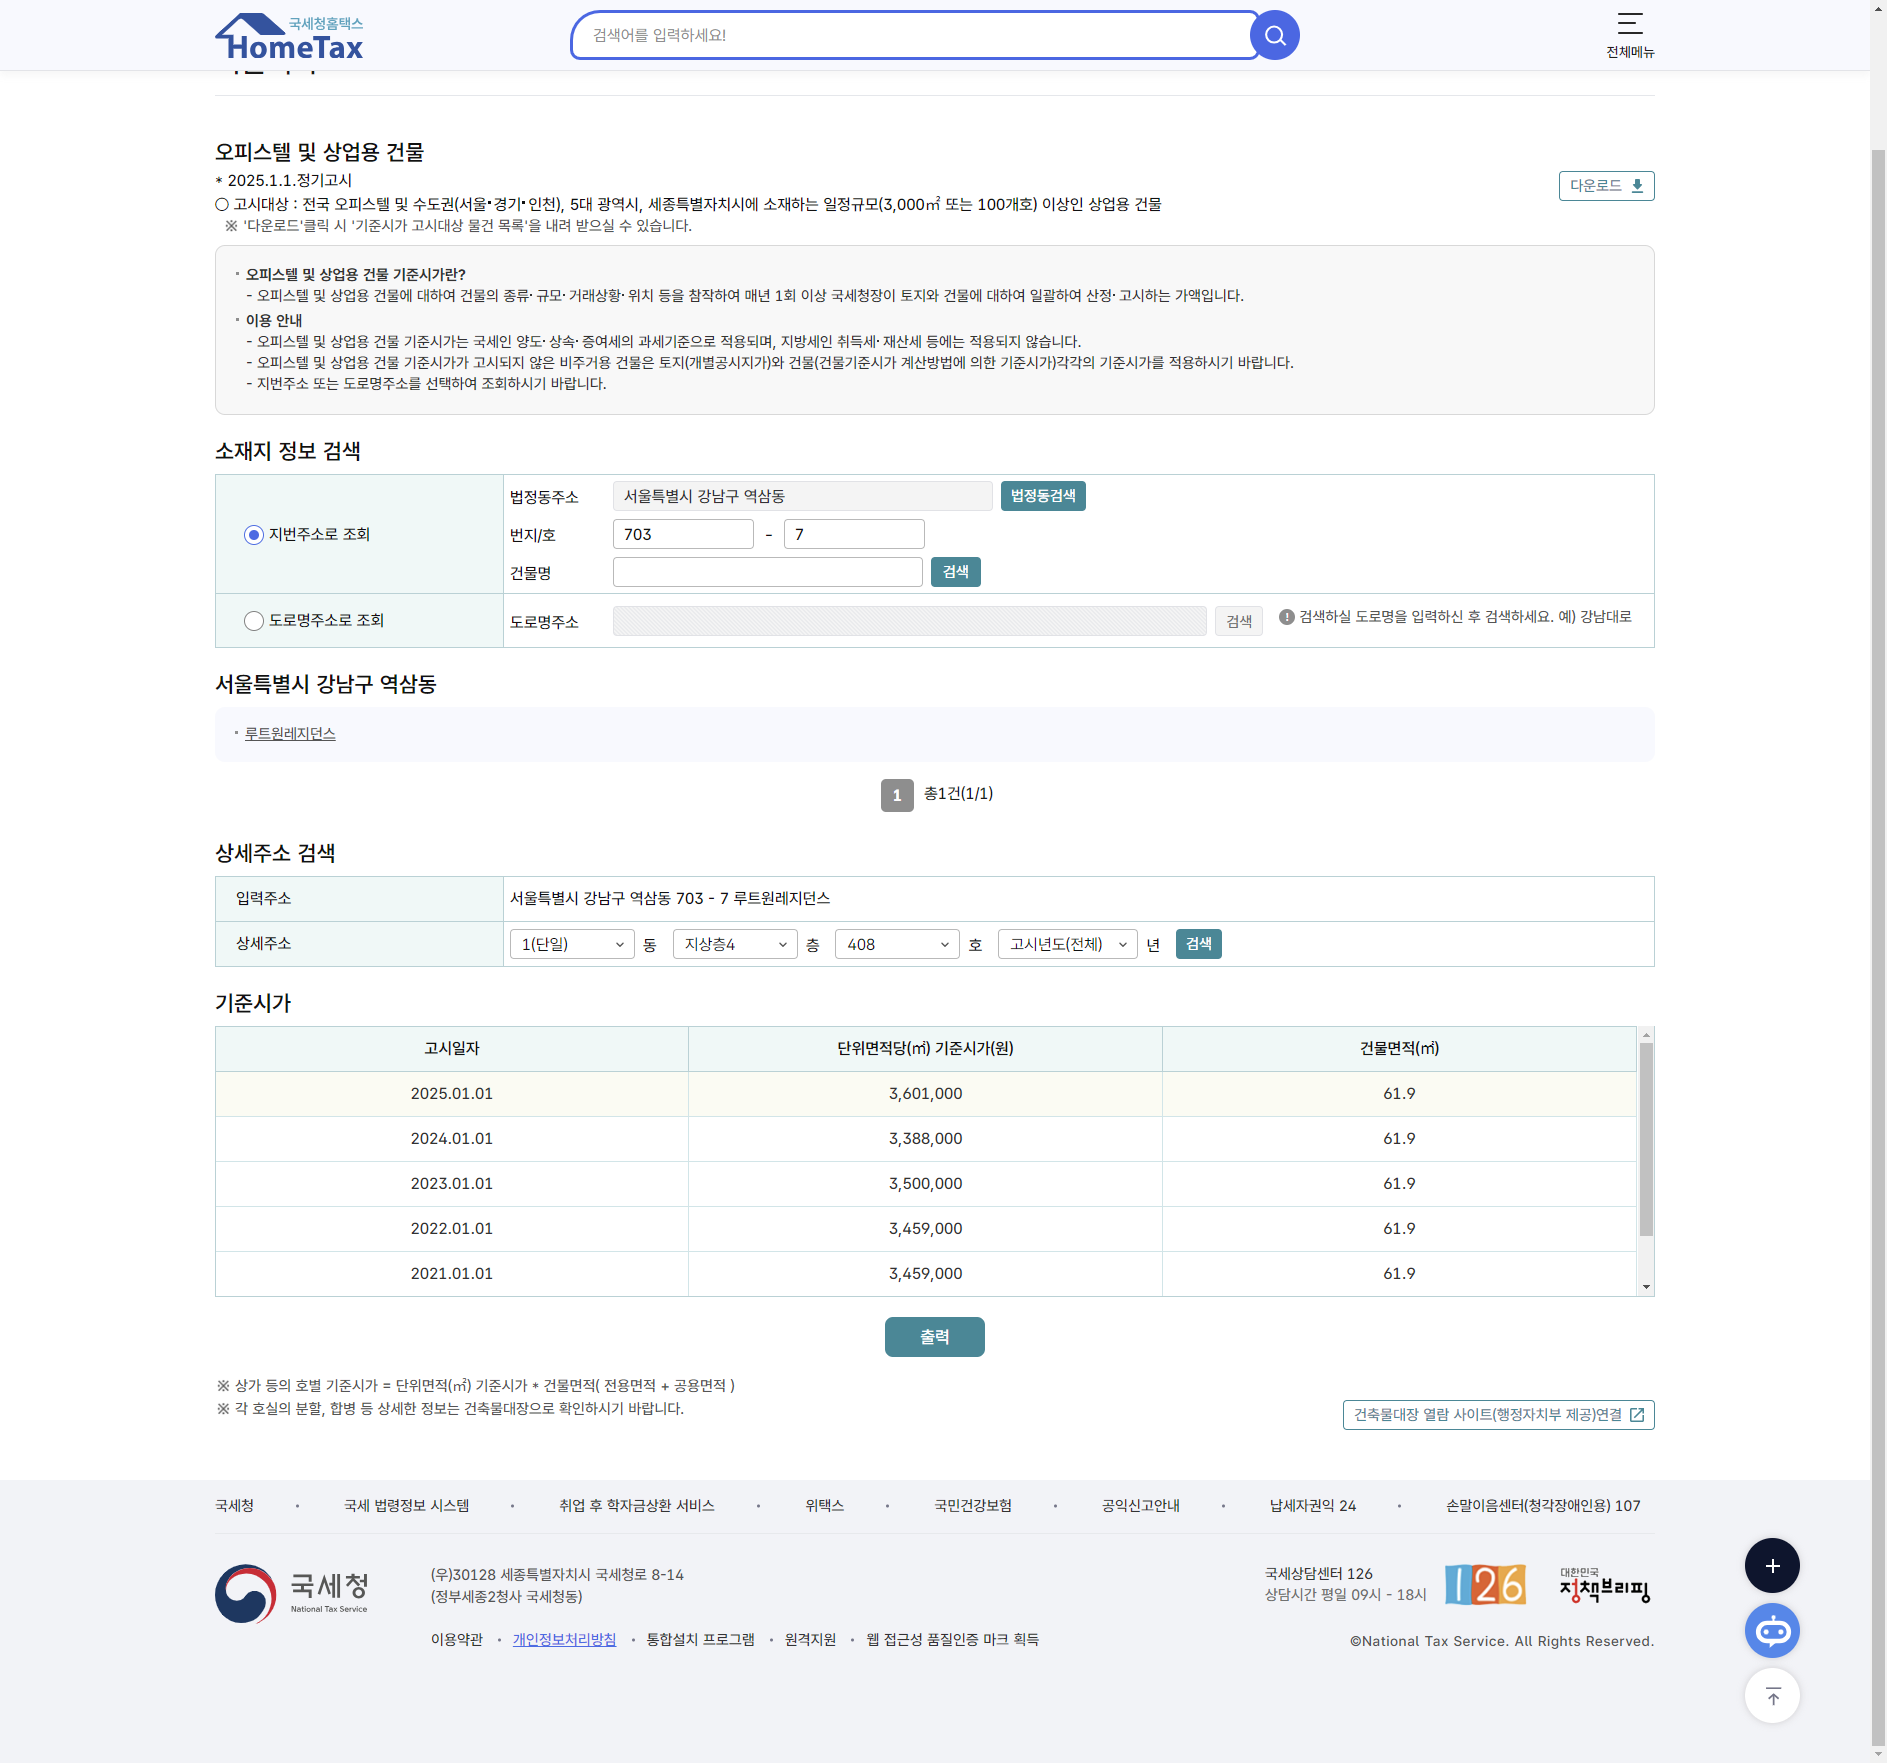 국세청홈택스
HomeTax
검색어를 입력하세요!
전체메뉴
오피스텔 및 상업용 건물
* 2025.1.1.정기고시
다운로드
○ 고시대상 : 전국 오피스텔 및 수도권(서울·경기·인천), 5대 광역시, 세종특별자치시에 소재하는 일정규모(3,000㎡ 또는 100개호) 이상인 상업용 건물
※ '다운로드'클릭 시 '기준시가 고시대상 물건 목록'을 내려 받으실 수 있습니다.
· 오피스텔 및 상업용 건물 기준시가란?
- 오피스텔 및 상업용 건물에 대하여 건물의 종류·규모·거래상황·위치 등을 참작하여 매년 1회 이상 국세청장이 토지와 건물에 대하여 일괄하여 산정·고시하는 가액입니다.
· 이용 안내
- 오피스텔 및 상업용 건물 기준시가는 국세인 양도·상속·증여세의 과세기준으로 적용되며, 지방세인 취득세·재산세 등에는 적용되지 않습니다.
- 오피스텔 및 상업용 건물 기준시가가 고시되지 않은 비주거용 건물은 토지(개별공시지가)와 건물(건물기준시가 계산방법에 의한 기준시가)각각의 기준시가를 적용하시기 바랍니다.
- 지번주소 또는 도로명주소를 선택하여 조회하시기 바랍니다.
소재지 정보 검색
지번주소로 조회
법정동주소 서울특별시 강남구 역삼동 법정동검색
번지/호 703 - 7
건물명 검색
도로명주소로 조회 도로명주소 검색 ! 검색하실 도로명을 입력하신 후 검색하세요. 예) 강남대로
서울특별시 강남구 역삼동
· 루트원레지던스
1 총1건(1/1)
상세주소 검색
입력주소 서울특별시 강남구 역삼동 703 - 7 루트원레지던스
상세주소 1(단일) 동 지상층4 층 408 호 고시년도(전체) 년 검색
기준시가
고시일자 단위면적당(㎡) 기준시가(원) 건물면적(㎡)
2025.01.01 3,601,000 61.9
2024.01.01 3,388,000 61.9
2023.01.01 3,500,000 61.9
2022.01.01 3,459,000 61.9
2021.01.01 3,459,000 61.9
출력
※ 상가 등의 호별 기준시가 = 단위면적(㎡) 기준시가 * 건물면적( 전용면적 + 공용면적 )
※ 각 호실의 분할, 합병 등 상세한 정보는 건축물대장으로 확인하시기 바랍니다.
건축물대장 열람 사이트(행정자치부 제공)연결
국세청 · 국세 법령정보 시스템 · 취업 후 학자금상환 서비스 · 위택스 · 국민건강보험 · 공익신고안내 · 납세자권익 24 · 손말이음센터(청각장애인용) 107
국세청
National Tax Service
(우)30128 세종특별자치시 국세청로 8-14
(정부세종2청사 국세청동)
국세상담센터 126
상담시간 평일 09시 - 18시
126
대한민국
정책브리핑
이용약관 · 개인정보처리방침 · 통합설치 프로그램 · 원격지원 · 웹 접근성 품질인증 마크 획득
©National Tax Service. All Rights Reserved.